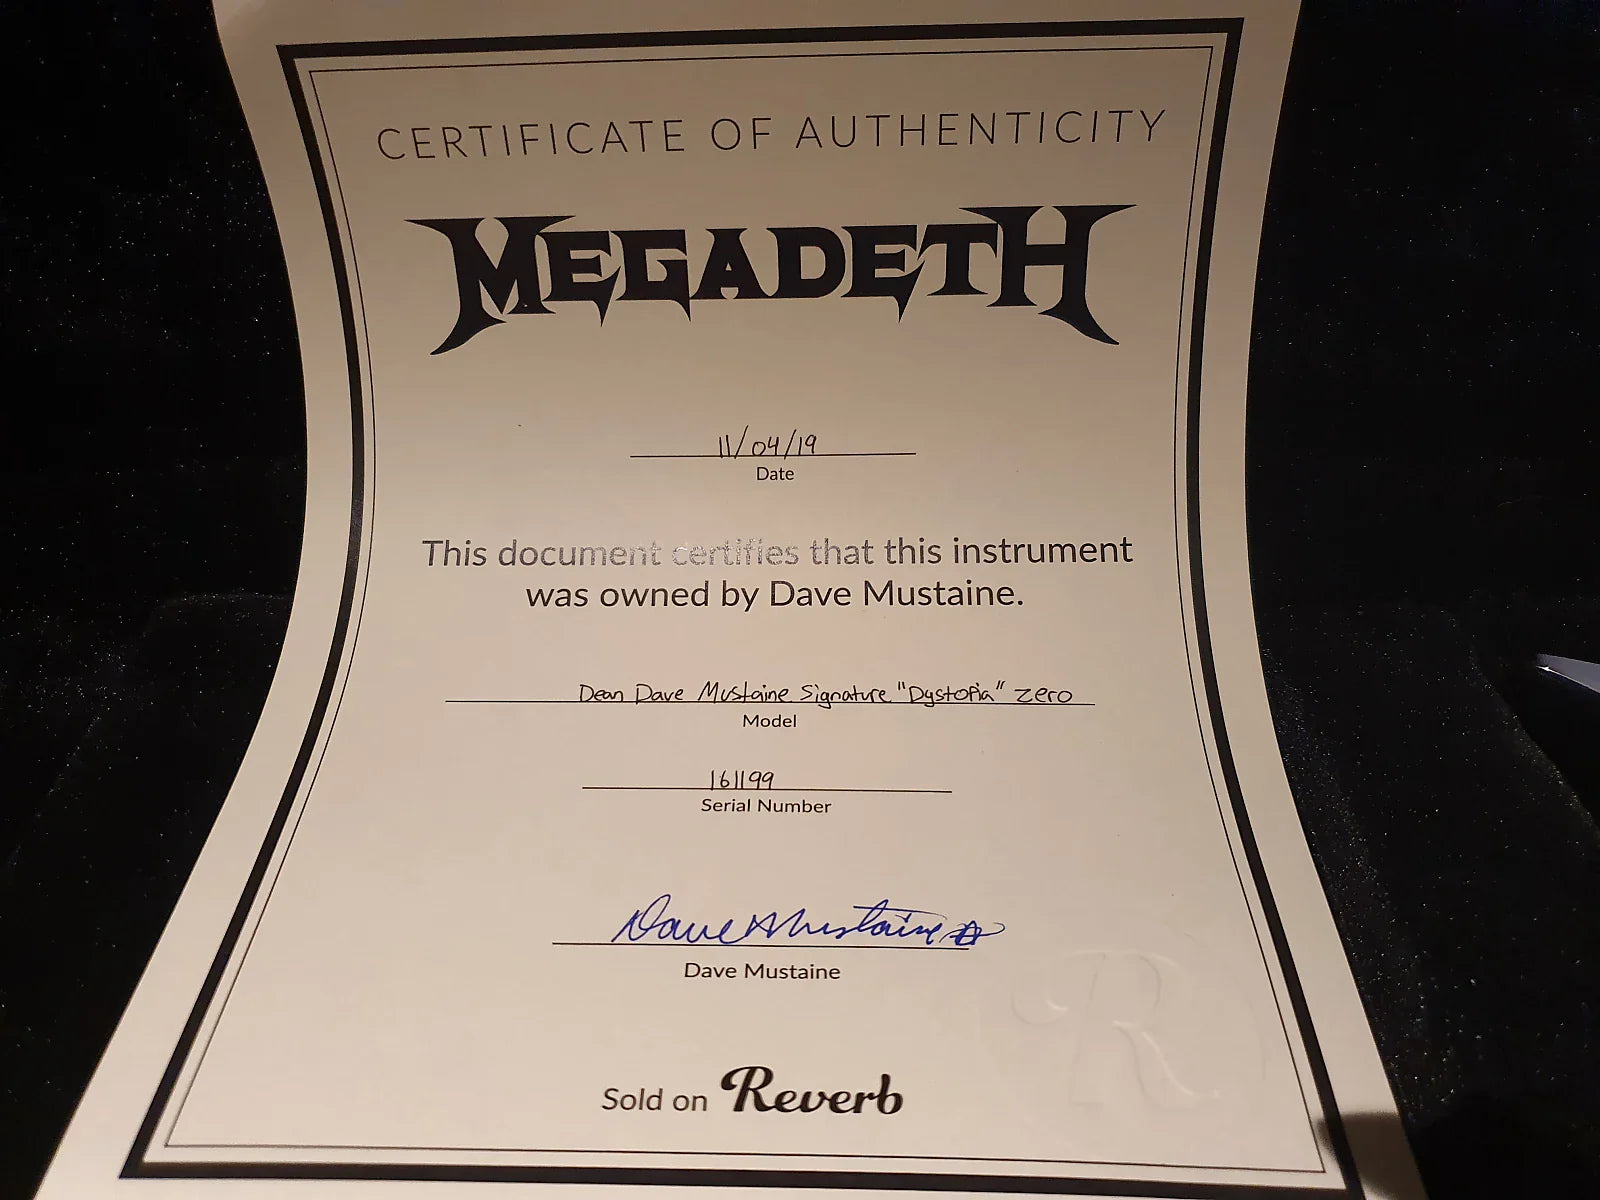 CERTIFICATE OF AUTHENTICITY
MEGADETH
11/04/19
Date
This document certifies that this instrument
was owned by Dave Mustaine.
Dean Dave Mustaine Signature "Dystopia" zero
Model
161199
Serial Number
Dave Mustaine
Dave Mustaine
R
Sold on Reverb